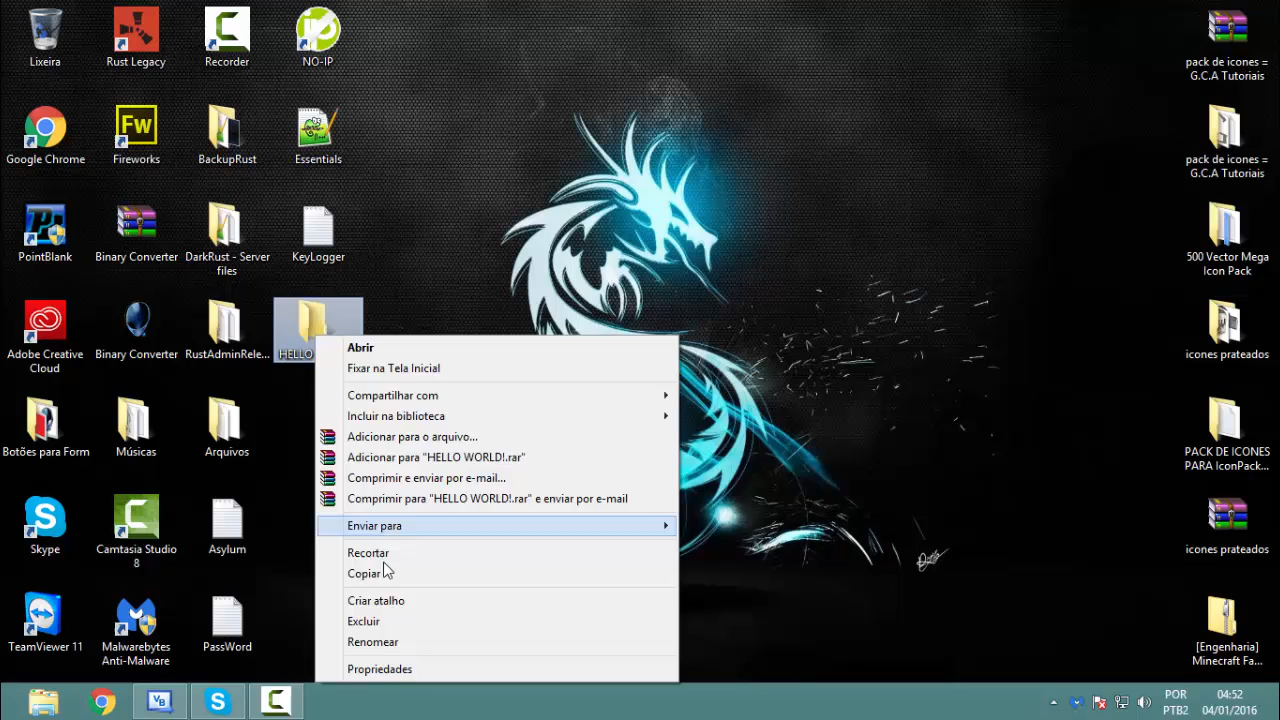 Lixeira
Rust Legacy
Recorder
NO-IP
pack de icones =
G.C.A Tutoriais
Google Chrome
Fw
Fireworks
BackupRust
Essentials
pack de icones =
G.C.A Tutoriais
PointBlank
Binary Converter
DarkRust - Server
files
KeyLogger
500 Vector Mega
Icon Pack
Adobe Creative
Cloud
Binary Converter
RustAdminRele...
HELLO
icones prateados
Abrir
Fixar na Tela Inicial
Compartilhar com
Incluir na biblioteca
Adicionar para o arquivo...
Adicionar para "HELLO WORLD!.rar"
Comprimir e enviar por e-mail...
Comprimir para "HELLO WORLD!.rar" e enviar por e-mail
Enviar para
Recortar
Copiar
Criar atalho
Excluir
Renomear
Propriedades
Botões para Form
Músicas
Arquivos
PACK DE ICONES
PARA IconPack...
Skype
Camtasia Studio
8
Asylum
icones prateados
TeamViewer 11
Malwarebytes
Anti-Malware
PassWord
[Engenharia]
Minecraft Fa...
VB
POR
PTB2
04:52
04/01/2016